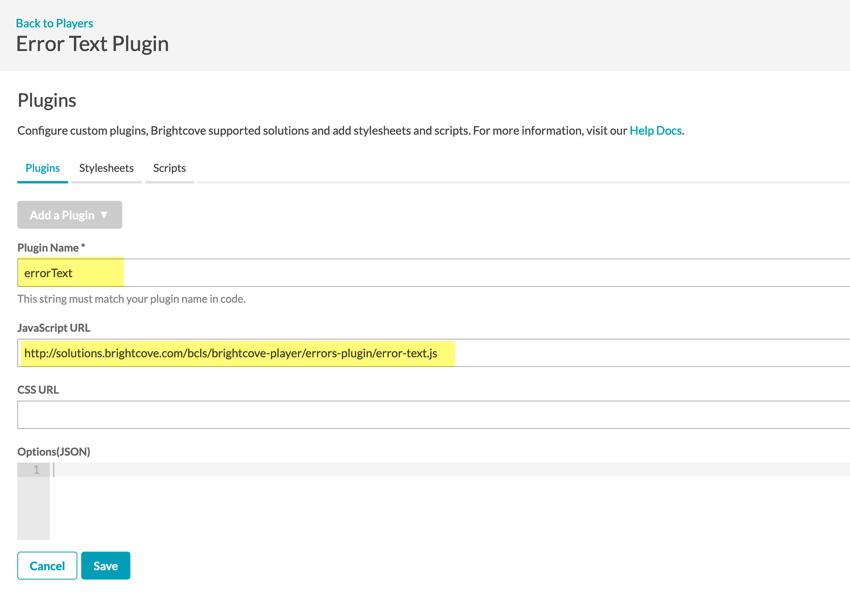 Back to Players
Error Text Plugin
Plugins
Configure custom plugins, Brightcove supported solutions and add stylesheets and scripts. For more information, visit our Help Docs.
Plugins Stylesheets Scripts
Add a Plugin ▼
Plugin Name *
errorText
This string must match your plugin name in code.
JavaScript URL
http://solutions.brightcove.com/bcls/brightcove-player/errors-plugin/error-text.js
CSS URL
Options(JSON)
1
Cancel Save